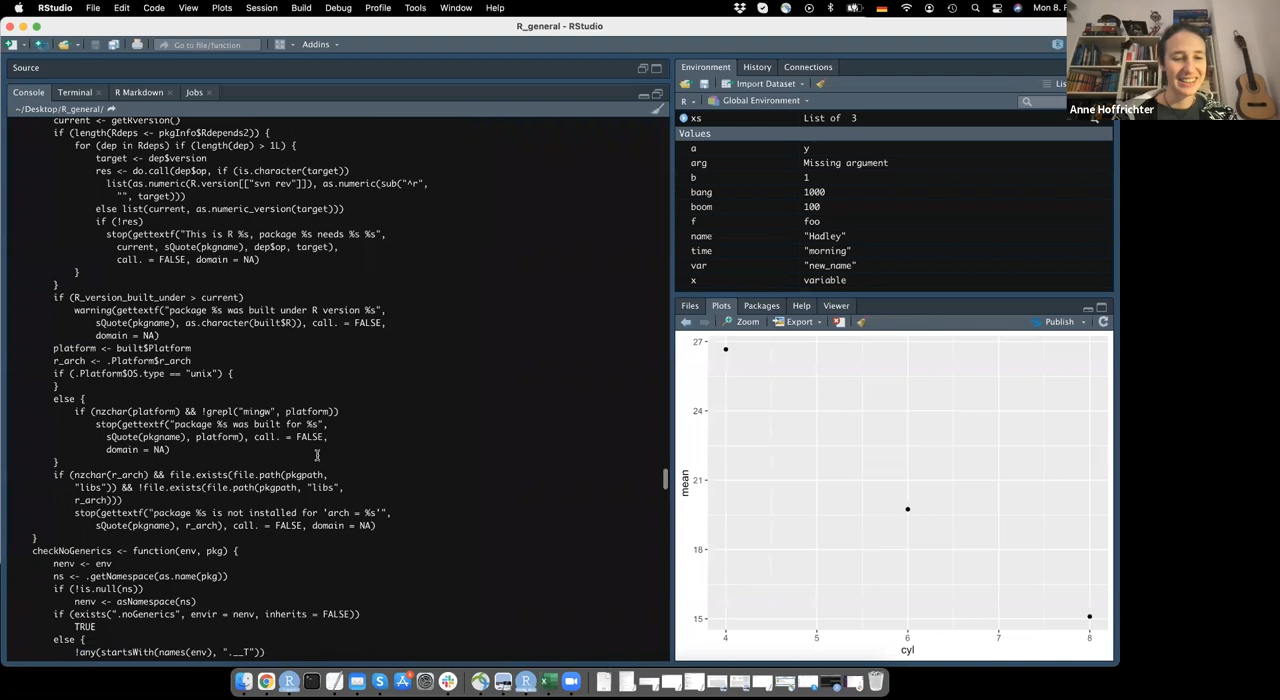 RStudio File Edit Code View Plots Session Build Debug Profile Tools Window Help Mon 8. F
R_general - RStudio
Go to file/function Addins
Source
Console Terminal R Markdown Jobs
~/Desktop/R_general/
current <- getRversion()
if (length(Rdeps <- pkgInfo$Rdepends2)) {
for (dep in Rdeps) if (length(dep) > 1L) {
target <- dep$version
res <- do.call(dep$op, if (is.character(target))
list(as.numeric(R.version[["svn rev"]]), as.numeric(sub("^r",
"", target)))
else list(current, as.numeric_version(target)))
if (!res)
stop(gettextf("This is R %s, package %s needs %s %s",
current, sQuote(pkgname), dep$op, target),
call. = FALSE, domain = NA)
}
}
if (R_version_built_under > current)
warning(gettextf("package %s was built under R version %s",
sQuote(pkgname), as.character(built$R)), call. = FALSE,
domain = NA)
platform <- built$Platform
r_arch <- .Platform$r_arch
if (.Platform$OS.type == "unix") {
}
else {
if (nzchar(platform) && !grepl("mingw", platform))
stop(gettextf("package %s was built for %s",
sQuote(pkgname), platform), call. = FALSE,
domain = NA)
}
if (nzchar(r_arch) && file.exists(file.path(pkgpath,
"libs")) && !file.exists(file.path(pkgpath, "libs",
r_arch)))
stop(gettextf("package %s is not installed for 'arch = %s'",
sQuote(pkgname), r_arch), call. = FALSE, domain = NA)
}
checkNoGenerics <- function(env, pkg) {
nenv <- env
ns <- .getNamespace(as.name(pkg))
if (!is.null(ns))
nenv <- asNamespace(ns)
if (exists(".noGenerics", envir = nenv, inherits = FALSE))
TRUE
else {
!any(startsWith(names(env), ".__T"))
Environment History Connections
Import Dataset
R Global Environment
xs List of 3
Values
a y
arg Missing argument
b 1
bang 1000
boom 100
f foo
name "Hadley"
time "morning"
var "new_name"
x variable
Files Plots Packages Help Viewer
Zoom Export Publish
27
24
21
18
15
mean
4 5 6 7 8
cyl
Anne Hoffrichter